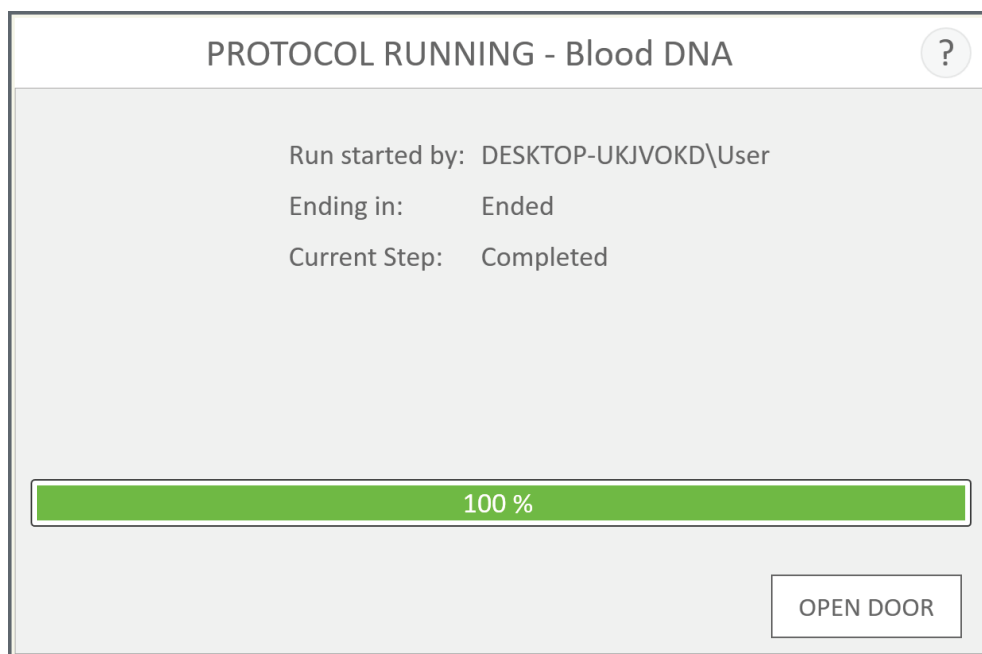 PROTOCOL RUNNING - Blood DNA
?
Run started by: DESKTOP-UKJVOKD\User
Ending in: Ended
Current Step: Completed
100 %
OPEN DOOR